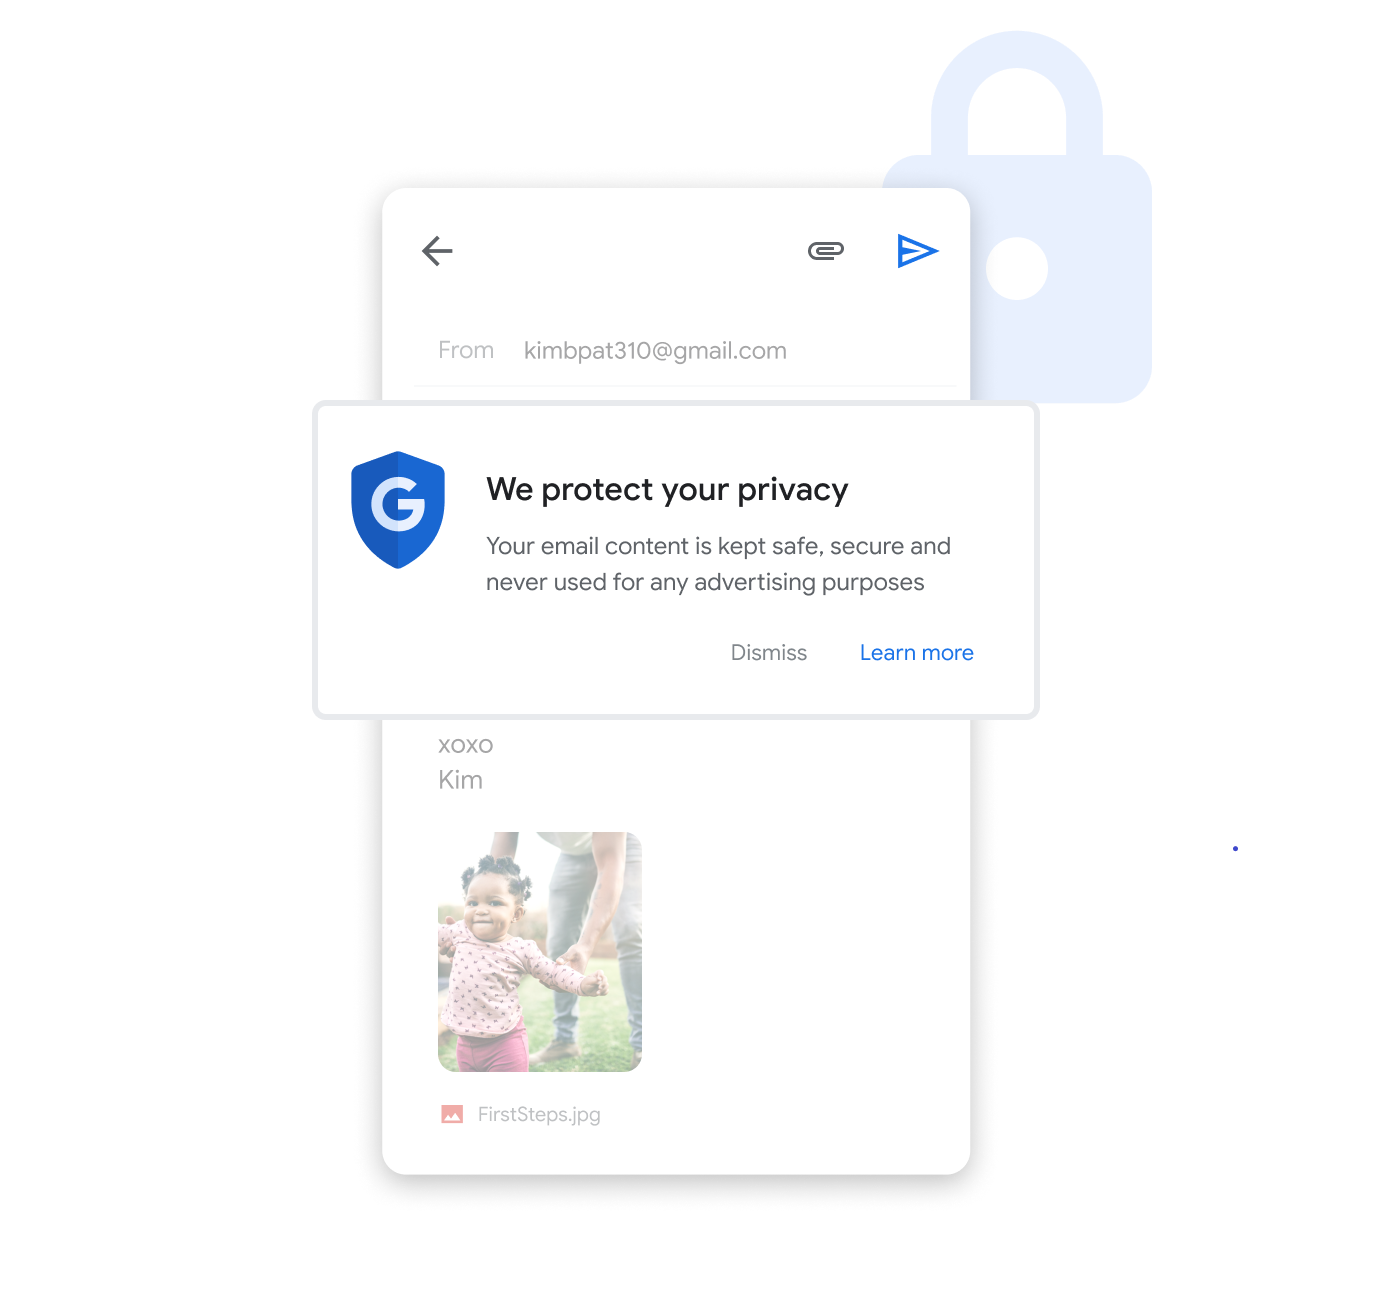 From kimbpat310@gmail.com
We protect your privacy
Your email content is kept safe, secure and
never used for any advertising purposes
Dismiss Learn more
xoxo
Kim
FirstSteps.jpg